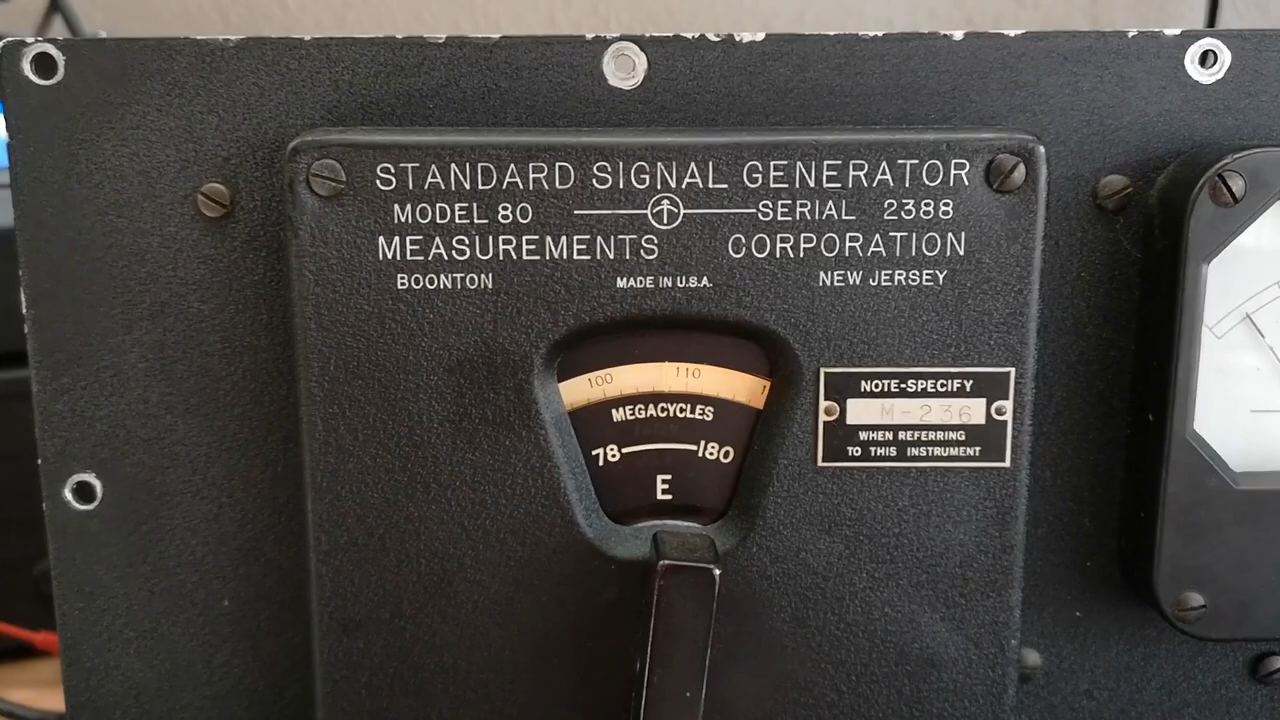 STANDARD SIGNAL GENERATOR
MODEL 80 SERIAL 2388
MEASUREMENTS CORPORATION
BOONTON MADE IN U.S.A. NEW JERSEY
100 110
MEGACYCLES
78 180
E
NOTE-SPECIFY
M-236
WHEN REFERRING
TO THIS INSTRUMENT